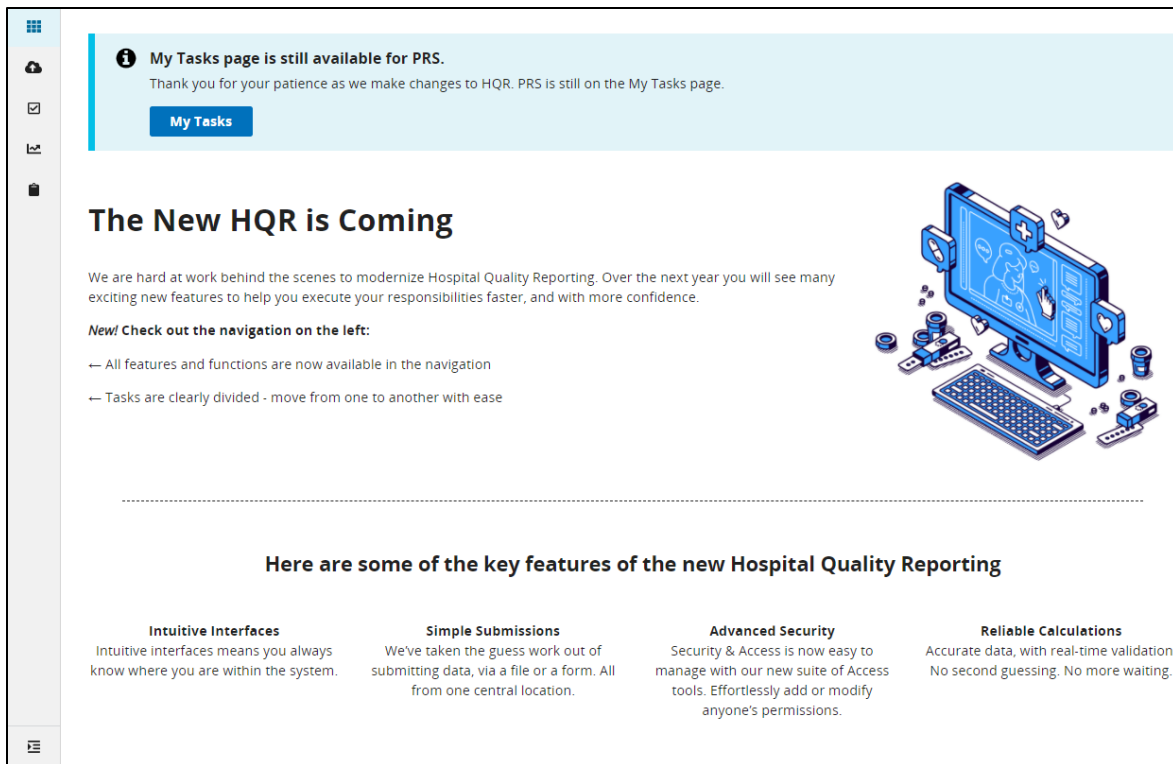 My Tasks page is still available for PRS.
Thank you for your patience as we make changes to HQR. PRS is still on the My Tasks page.
My Tasks
The New HQR is Coming
We are hard at work behind the scenes to modernize Hospital Quality Reporting. Over the next year you will see many
exciting new features to help you execute your responsibilities faster, and with more confidence.
New! Check out the navigation on the left:
← All features and functions are now available in the navigation
← Tasks are clearly divided - move from one to another with ease
Here are some of the key features of the new Hospital Quality Reporting
Intuitive Interfaces
Intuitive interfaces means you always
know where you are within the system.
Simple Submissions
We've taken the guess work out of
submitting data, via a file or a form. All
from one central location.
Advanced Security
Security & Access is now easy to
manage with our new suite of Access
tools. Effortlessly add or modify
anyone's permissions.
Reliable Calculations
Accurate data, with real-time validation
No second guessing. No more waiting.